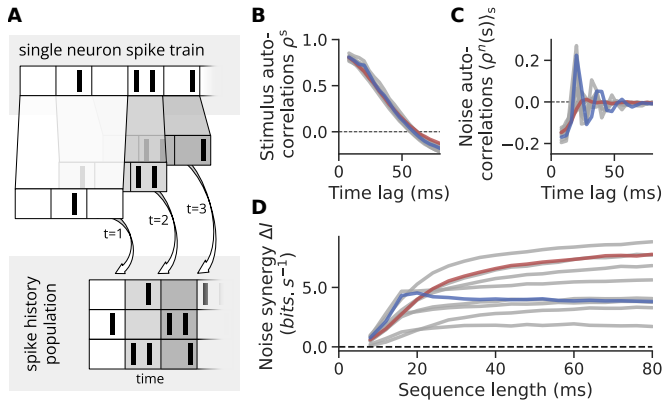 A
single neuron spike train
t=1
t=2
t=3
spike history
population
time
B
Stimulus auto-
correlations ρˢ
1.0
0.5
0.0
50
Time lag (ms)
C
Noise auto-
correlations ⟨ρⁿ(s)⟩ₛ
0.2
0.0
−0.2
50
Time lag (ms)
D
Noise synergy ΔI
(bits. s⁻¹)
5.0
0.0
0
20
40
60
80
Sequence length (ms)